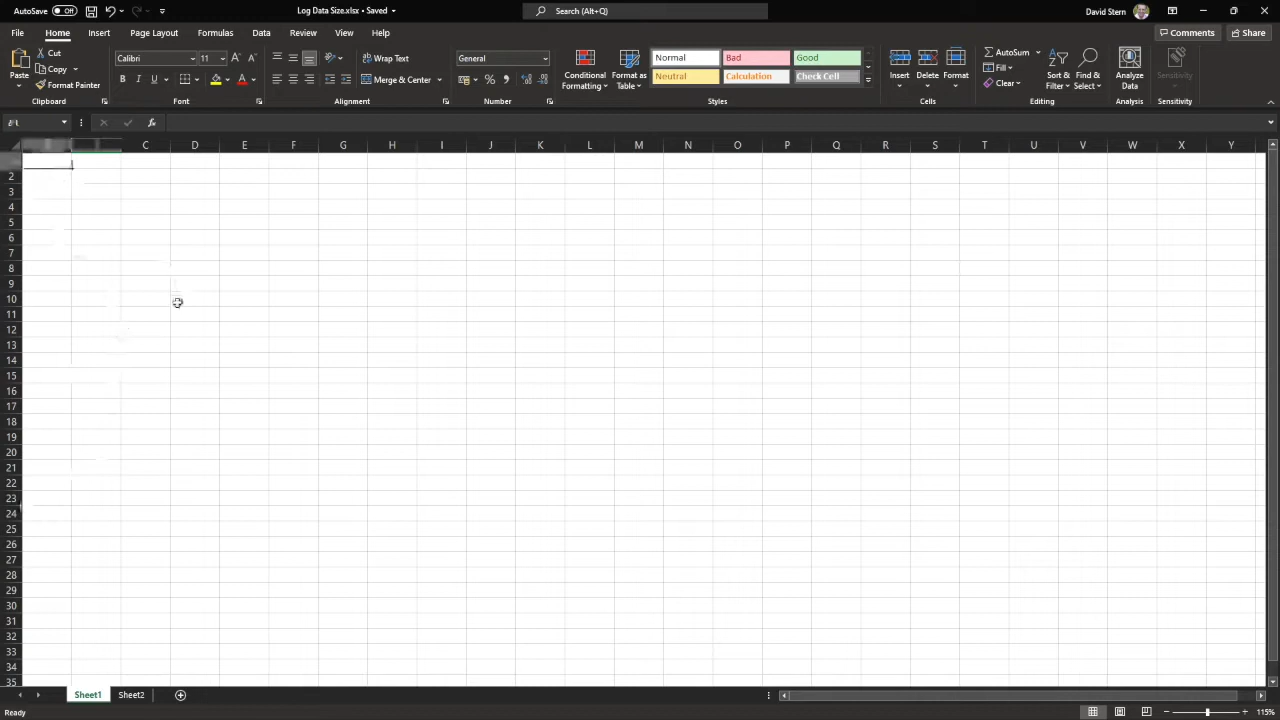 AutoSave Off Log Data Size.xlsx • Saved Search (Alt+Q) David Stern
File Home Insert Page Layout Formulas Data Review View Help Comments Share
Paste Cut Copy Format Painter
Calibri 11 A A B I U A
Wrap Text Merge & Center
General $ % ,
Conditional Formatting Format as Table
Normal Bad Good
Neutral Calculation Check Cell
Insert Delete Format
AutoSum Fill Clear Sort & Filter Find & Select
Analyze Data Sensitivity
Clipboard Font Alignment Number Styles Cells Editing Analysis Sensitivity
fx
C D E F G H I J K L M N O P Q R S T U V W X Y
2
3
4
5
6
7
8
9
10
11
12
13
14
15
16
17
18
19
20
21
22
23
24
25
26
27
28
29
30
31
32
33
34
35
Sheet1 Sheet2
Ready 115%